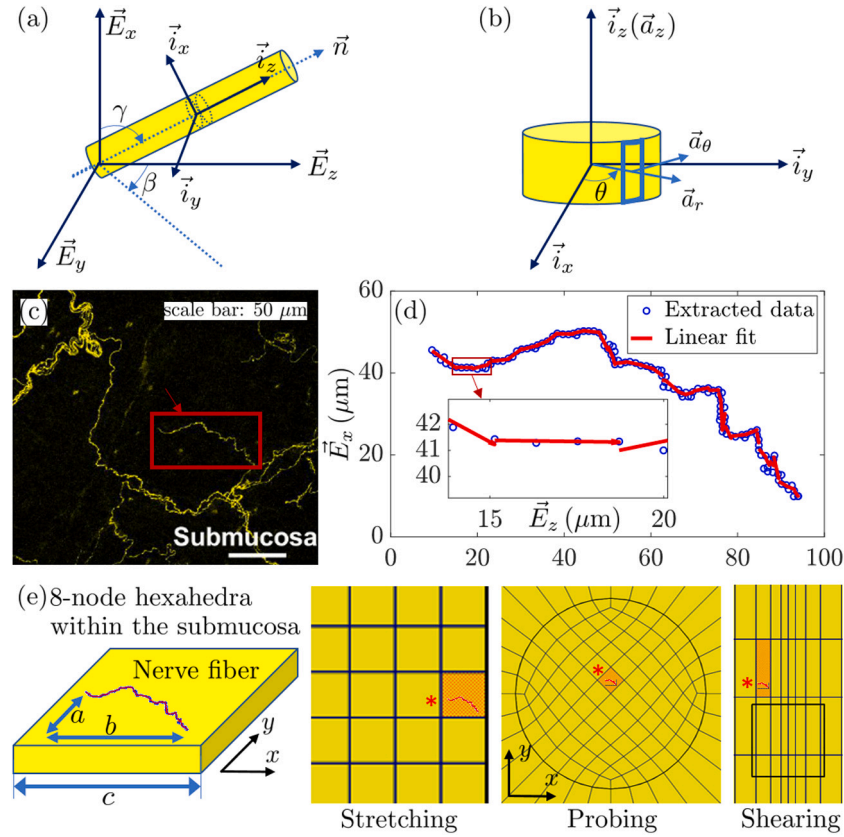 (a)
E⃗x
i⃗x
i⃗z
n⃗
γ
β
E⃗z
i⃗y
E⃗y
(b)
i⃗z(a⃗z)
a⃗θ
i⃗y
θ
a⃗r
i⃗x
(c)
scale bar: 50 μm
Submucosa
(d)
Extracted data
Linear fit
60
40
20
0
E⃗x (μm)
42
41
40
15
E⃗z (μm)
20
0
20
40
60
80
100
(e) 8-node hexahedra
within the submucosa
Nerve fiber
a
b
c
y
x
*
Stretching
*
y
x
Probing
*
Shearing